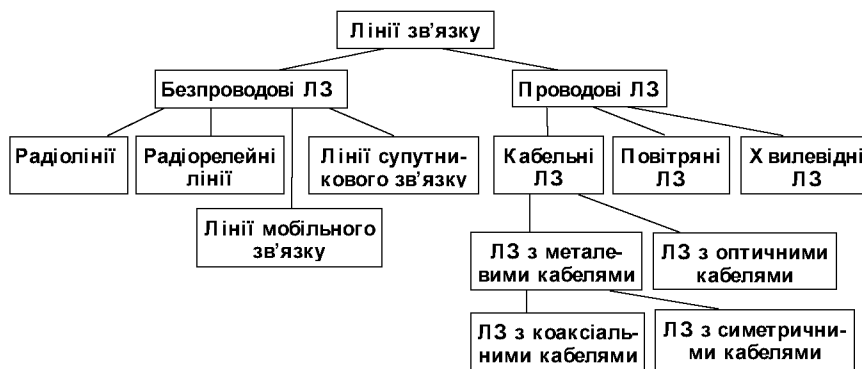 Лінії зв'язку
Безпроводові ЛЗ
Проводові ЛЗ
Радіолінії
Радіорелейні
лінії
Лінії супутни-
кового зв'язку
Кабельні
ЛЗ
Повітряні
ЛЗ
Хвилевідні
ЛЗ
Лінії мобільного
зв'язку
ЛЗ з металe-
вими кабелями
ЛЗ з оптичними
кабелями
ЛЗ з коаксіаль-
ними кабелями
ЛЗ з симетрични-
ми кабелями